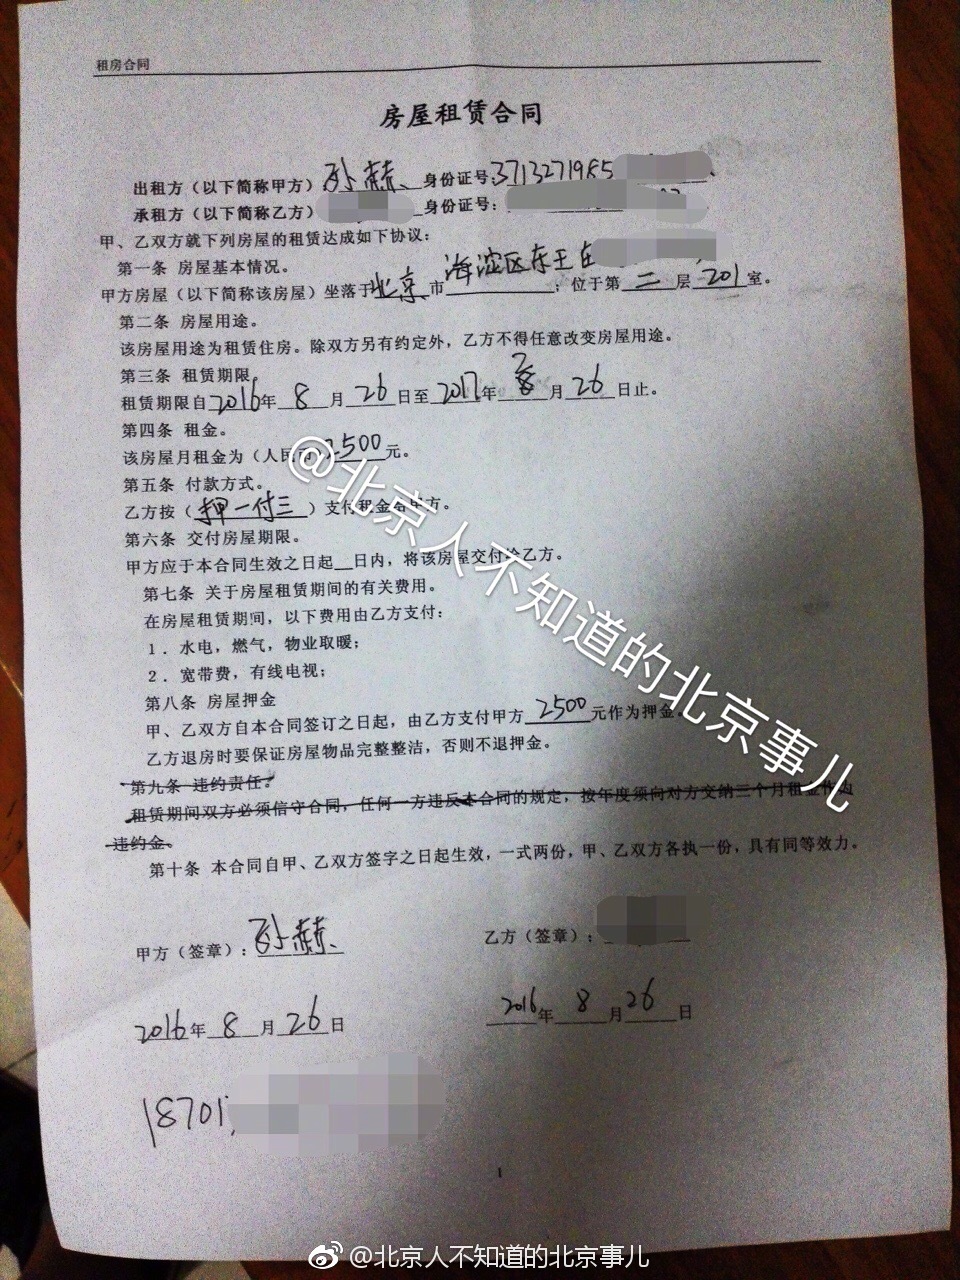 租房合同
房屋租赁合同
出租方（以下简称甲方）孙赫、身份证号:3713271985
承租方（以下简称乙方）身份证号：
甲、乙双方就下列房屋的租赁达成如下协议：
第一条 房屋基本情况。
甲方房屋（以下简称该房屋）坐落于北京市海淀区东王庄；位于第二层201室。
第二条 房屋用途。
该房屋用途为租赁住房。除双方另有约定外，乙方不得任意改变房屋用途。
第三条 租赁期限
租赁期限自2016年8月26日至2017年月26日止。
第四条 租金。
该房屋月租金为（人民币）2500元。
第五条 付款方式。
乙方按（押一付三）支付租金给甲方。
第六条 交付房屋期限。
甲方应于本合同生效之日起__日内，将该房屋交付给乙方。
第七条 关于房屋租赁期间的有关费用。
在房屋租赁期间，以下费用由乙方支付：
1．水电，燃气，物业取暖；
2．宽带费，有线电视；
第八条 房屋押金
甲、乙双方自本合同签订之日起，由乙方支付甲方2500元作为押金。
乙方退房时要保证房屋物品完整整洁，否则不退押金。
第九条 违约责任。
租赁期间双方必须信守合同，任何一方违反本合同的规定，按年度须向对方交纳三个月租金作为
违约金。
第十条 本合同自甲、乙双方签字之日起生效，一式两份，甲、乙双方各执一份，具有同等效力。
甲方（签章）：孙赫、 乙方（签章）：
2016年8月26日 2016年8月26日
18701
1
@北京人不知道的北京事儿
@北京人不知道的北京事儿